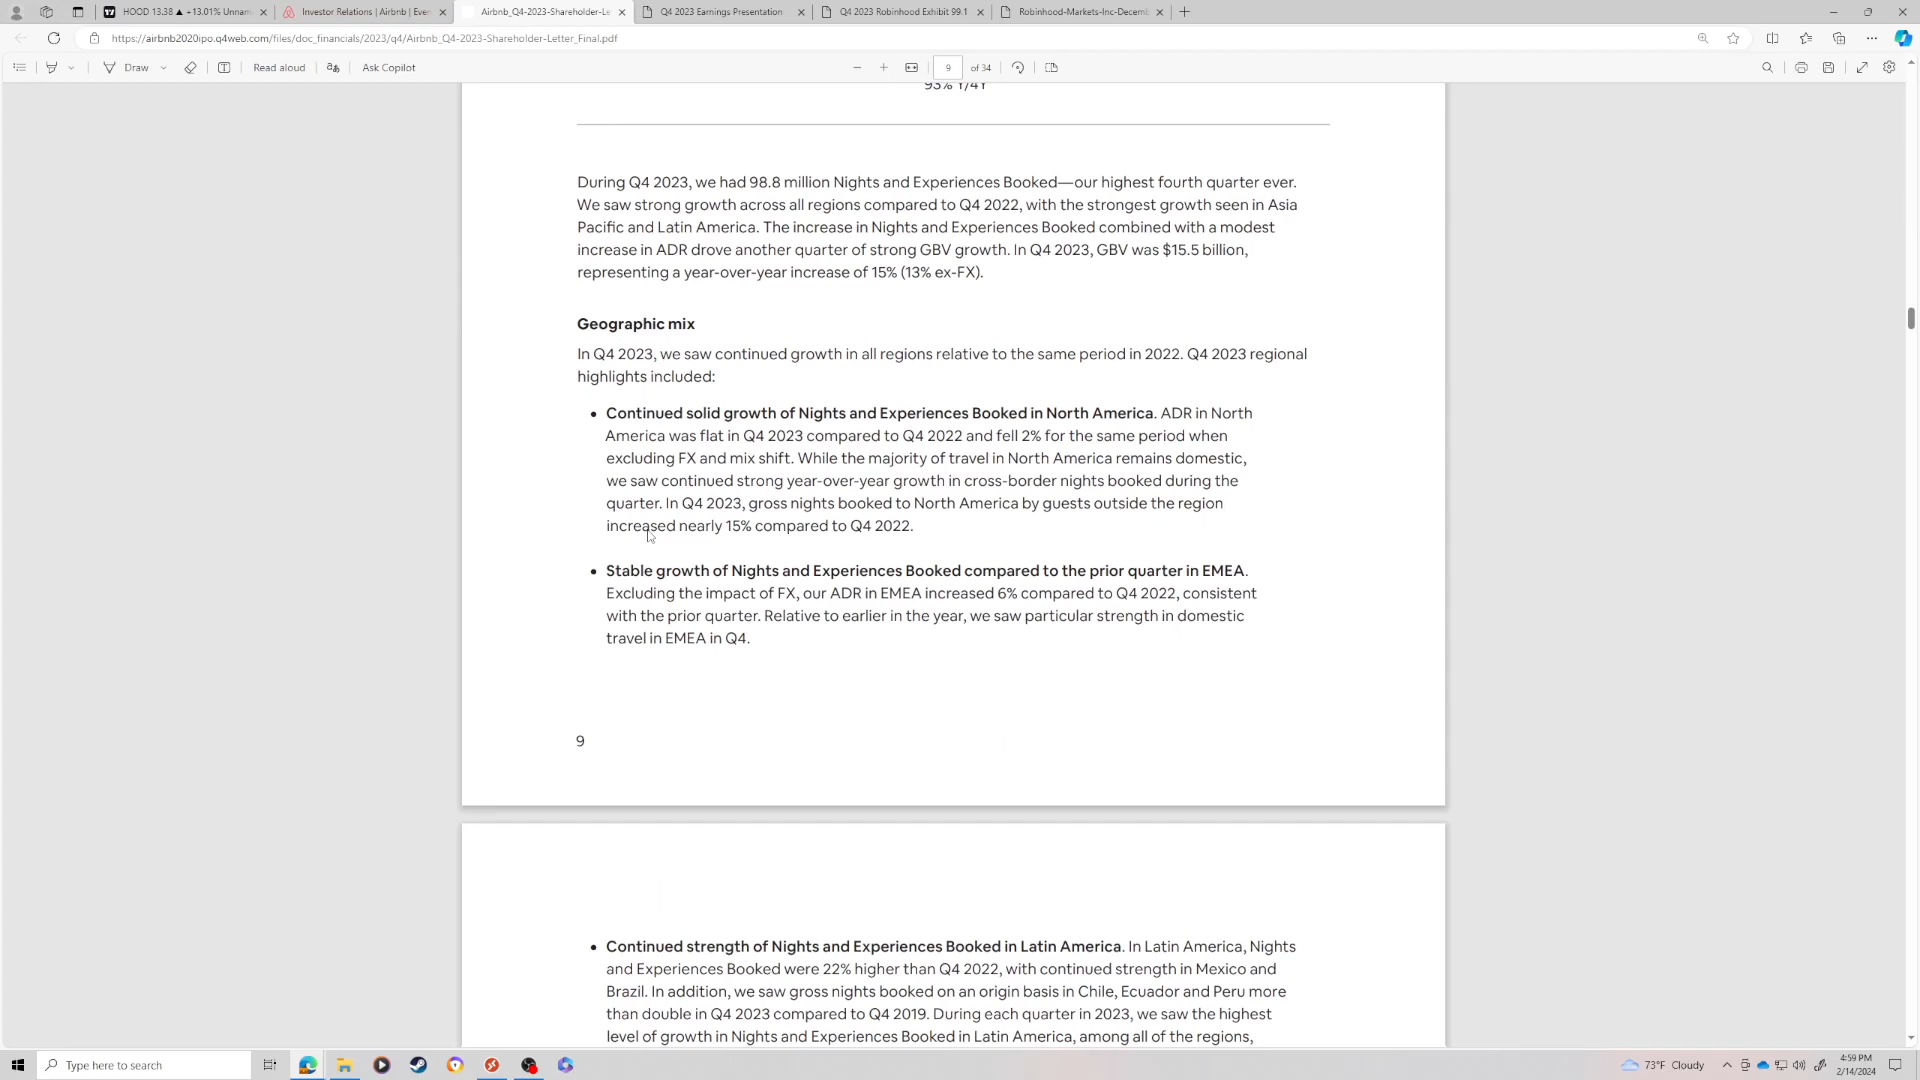 HOOD 13.38 ▲ +13.01% Unnam
Investor Relations | Airbnb | Even
Airbnb_Q4-2023-Shareholder-Le
Q4 2023 Earnings Presentation
Q4 2023 Robinhood Exhibit 99.1
Robinhood-Markets-Inc-Decemb
https://airbnb2020ipo.q4web.com/files/doc_financials/2023/q4/Airbnb_Q4-2023-Shareholder-Letter_Final.pdf
Draw
Read aloud
Ask Copilot
9
of 34
93% Y/4Y
During Q4 2023, we had 98.8 million Nights and Experiences Booked—our highest fourth quarter ever.
We saw strong growth across all regions compared to Q4 2022, with the strongest growth seen in Asia
Pacific and Latin America. The increase in Nights and Experiences Booked combined with a modest
increase in ADR drove another quarter of strong GBV growth. In Q4 2023, GBV was $15.5 billion,
representing a year-over-year increase of 15% (13% ex-FX).
Geographic mix
In Q4 2023, we saw continued growth in all regions relative to the same period in 2022. Q4 2023 regional
highlights included:
• Continued solid growth of Nights and Experiences Booked in North America. ADR in North
America was flat in Q4 2023 compared to Q4 2022 and fell 2% for the same period when
excluding FX and mix shift. While the majority of travel in North America remains domestic,
we saw continued strong year-over-year growth in cross-border nights booked during the
quarter. In Q4 2023, gross nights booked to North America by guests outside the region
increased nearly 15% compared to Q4 2022.
• Stable growth of Nights and Experiences Booked compared to the prior quarter in EMEA.
Excluding the impact of FX, our ADR in EMEA increased 6% compared to Q4 2022, consistent
with the prior quarter. Relative to earlier in the year, we saw particular strength in domestic
travel in EMEA in Q4.
9
• Continued strength of Nights and Experiences Booked in Latin America. In Latin America, Nights
and Experiences Booked were 22% higher than Q4 2022, with continued strength in Mexico and
Brazil. In addition, we saw gross nights booked on an origin basis in Chile, Ecuador and Peru more
than double in Q4 2023 compared to Q4 2019. During each quarter in 2023, we saw the highest
level of growth in Nights and Experiences Booked in Latin America, among all of the regions,
Type here to search
73°F Cloudy
4:59 PM
2/14/2024